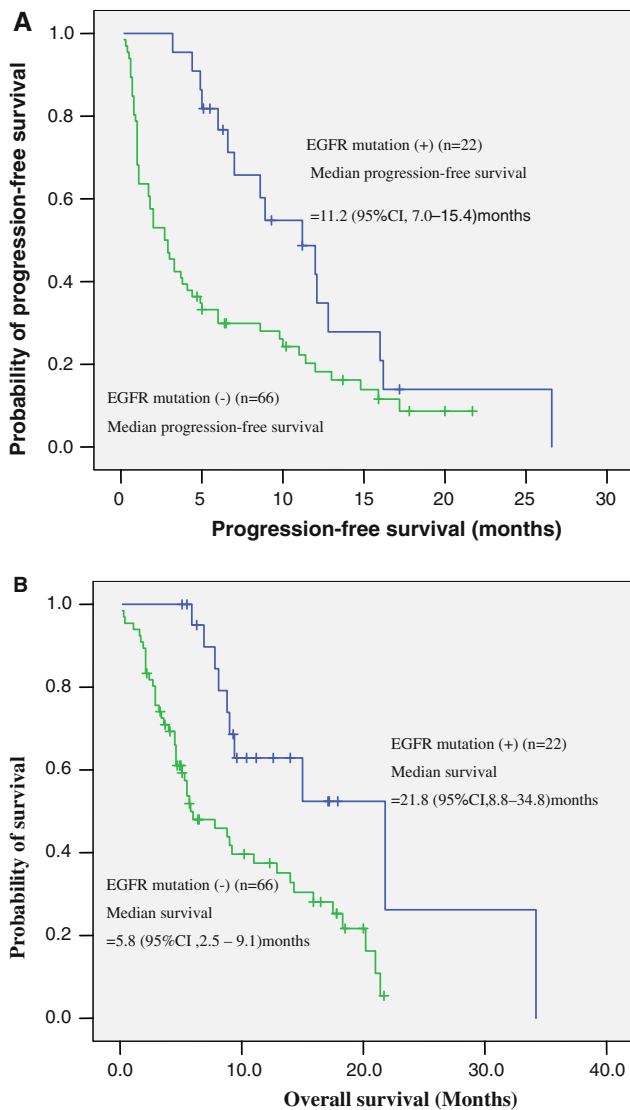 A
1.0
0.8
0.6
0.4
0.2
0.0
Probability of progression-free survival
EGFR mutation (+) (n=22)
Median progression-free survival
=11.2 (95%CI, 7.0–15.4)months
EGFR mutation (-) (n=66)
Median progression-free survival
0 5 10 15 20 25 30
Progression-free survival (months)
B
1.0
0.8
0.6
0.4
0.2
0.0
Probability of survival
EGFR mutation (+) (n=22)
Median survival
=21.8 (95%CI,8.8–34.8)months
EGFR mutation (-) (n=66)
Median survival
=5.8 (95%CI ,2.5 – 9.1)months
0.0 10.0 20.0 30.0 40.0
Overall survival (Months)